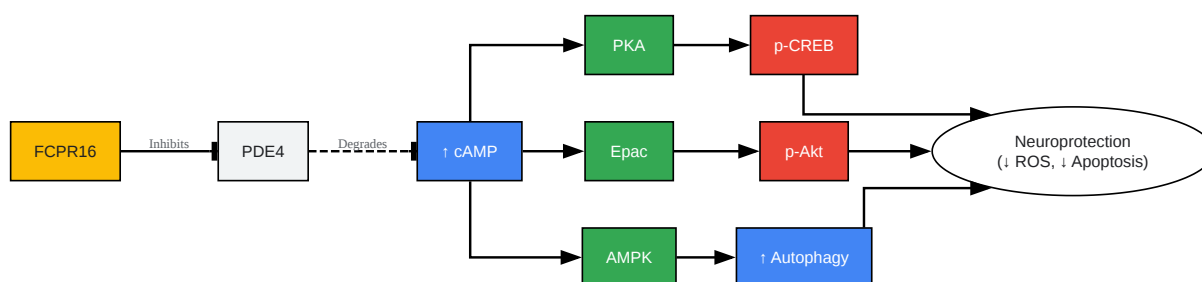 PKA
p-CREB
FCPR16
Inhibits
PDE4
Degrades
↑ cAMP
Epac
p-Akt
Neuroprotection
(↓ ROS, ↓ Apoptosis)
AMPK
↑ Autophagy